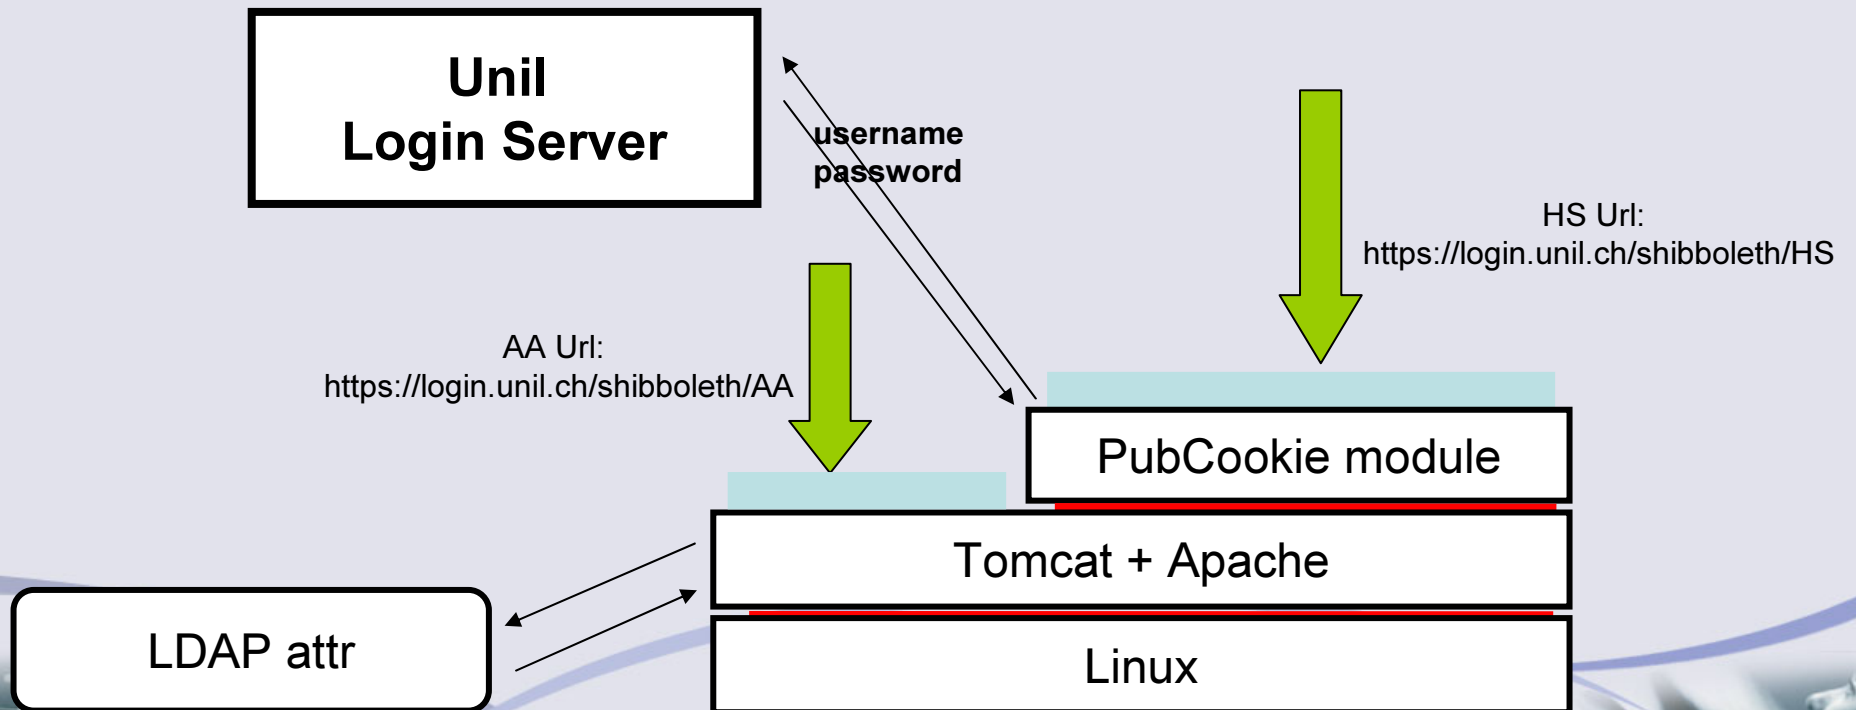 Unil
Login Server
username
password
HS Url:
https://login.unil.ch/shibboleth/HS
AA Url:
https://login.unil.ch/shibboleth/AA
PubCookie module
Tomcat + Apache
LDAP attr
Linux